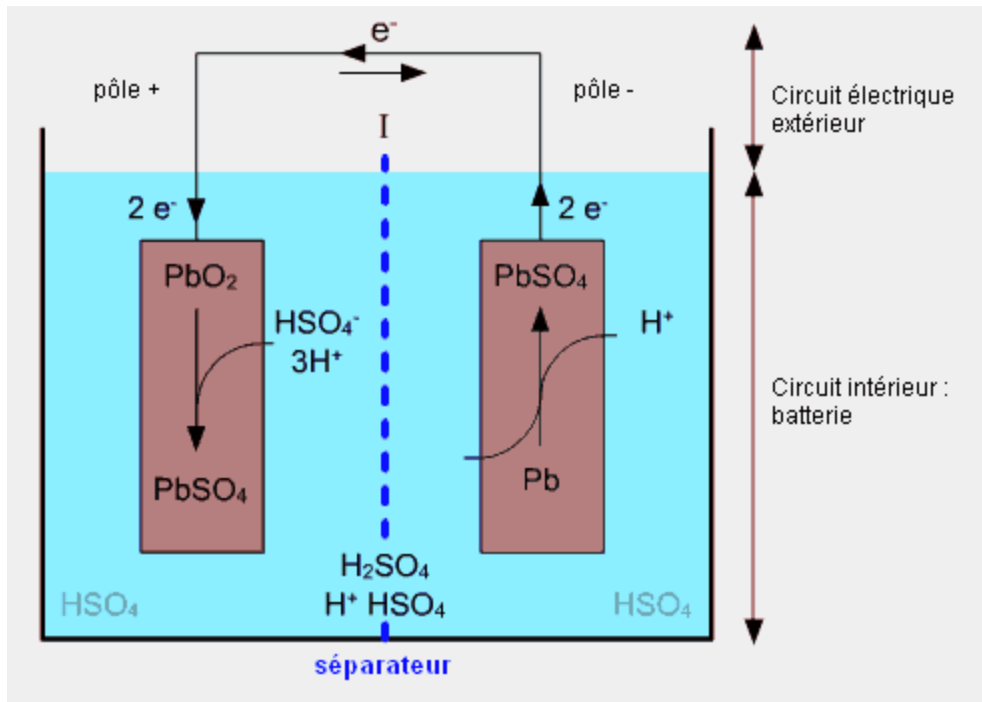 e⁻
pôle +
pôle -
I
Circuit électrique
extérieur
2 e⁻
2 e⁻
PbO₂
PbSO₄
HSO₄⁻
3H⁺
H⁺
PbSO₄
Pb
Circuit intérieur :
batterie
H₂SO₄
H⁺ HSO₄
HSO₄
HSO₄
séparateur